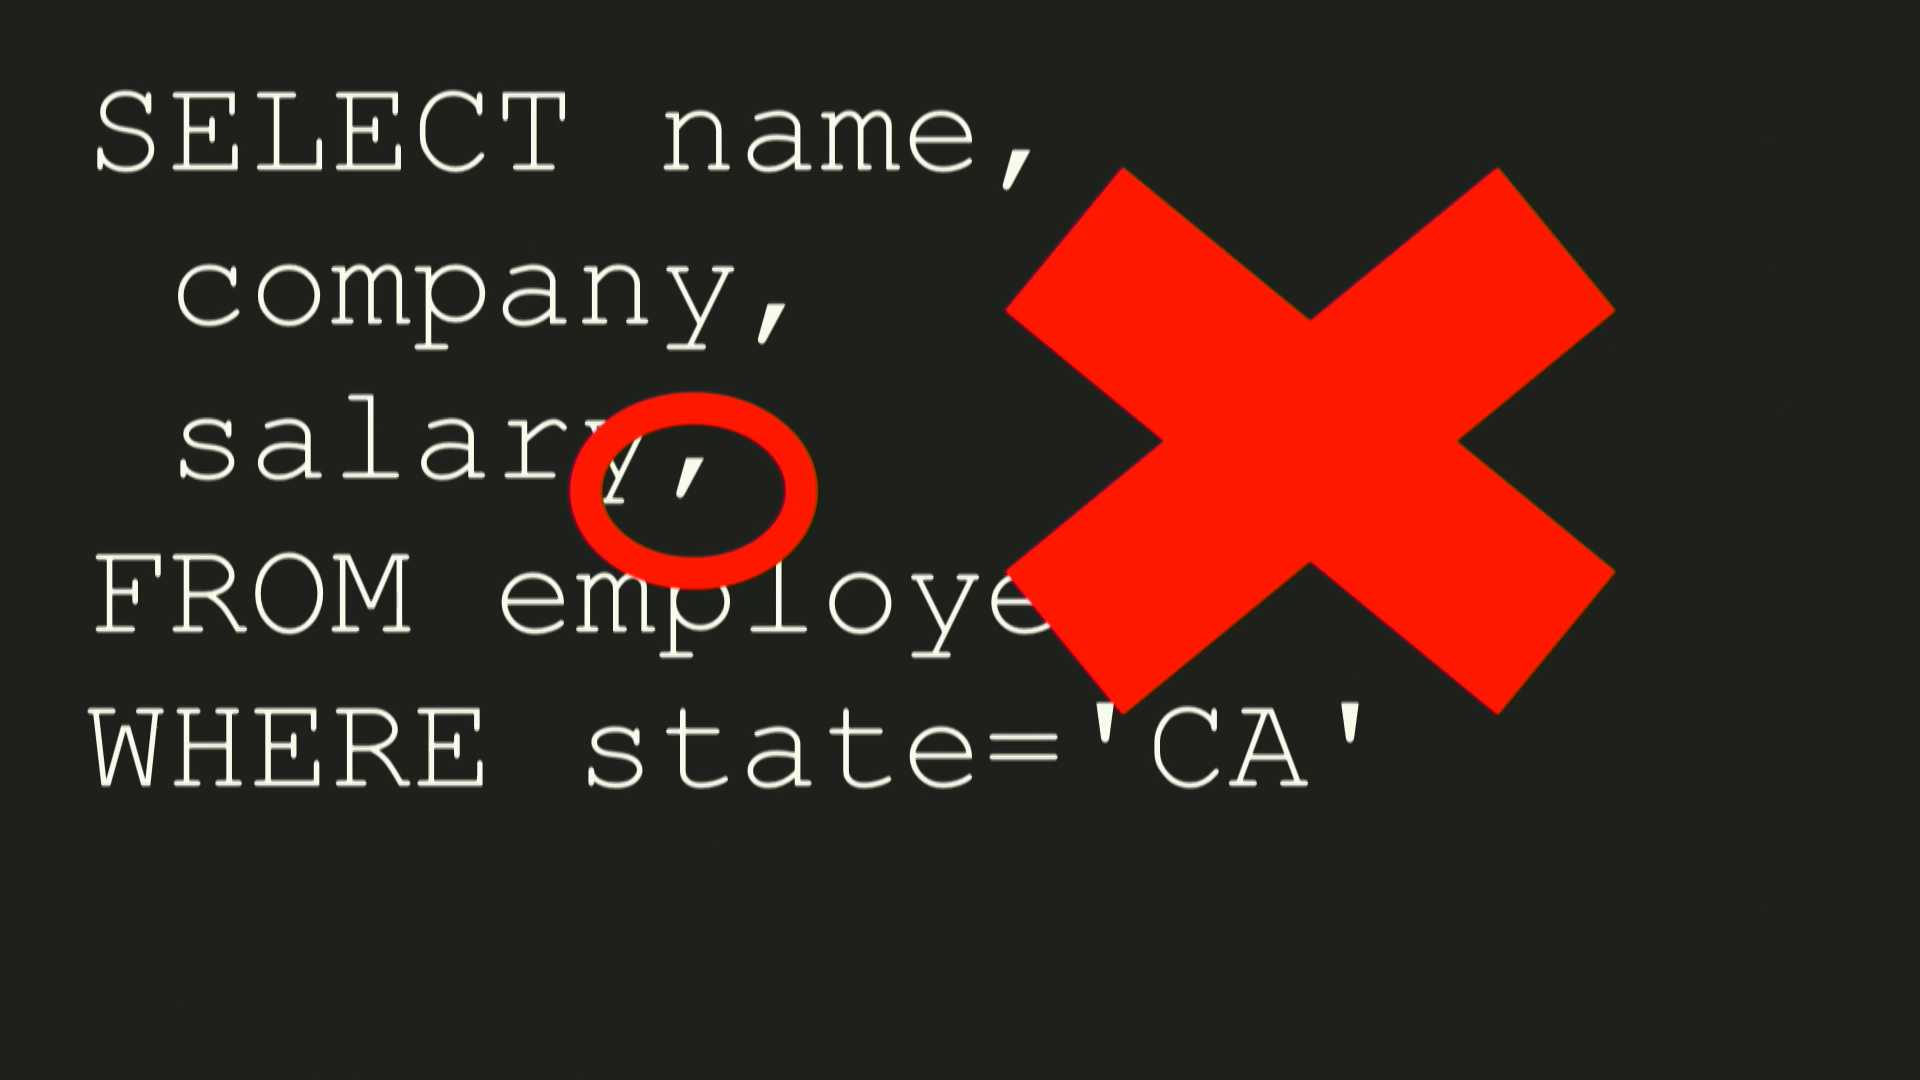 SELECT name,
company,
salary,
FROM
WHERE state='CA'